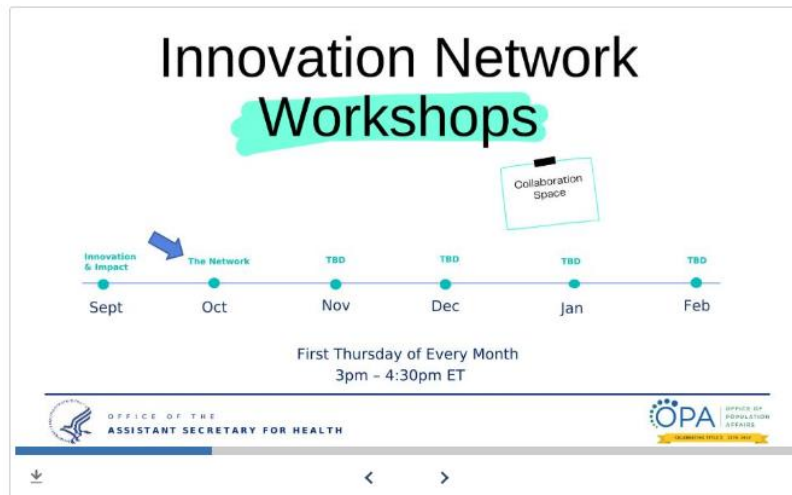 Innovation Network
Workshops
Collaboration
Space
Innovation
& Impact
The Network
TBD
TBD
TBD
TBD
Sept
Oct
Nov
Dec
Jan
Feb
First Thursday of Every Month
3pm – 4:30pm ET
OFFICE OF THE
ASSISTANT SECRETARY FOR HEALTH
OPA
OFFICE OF
POPULATION
AFFAIRS